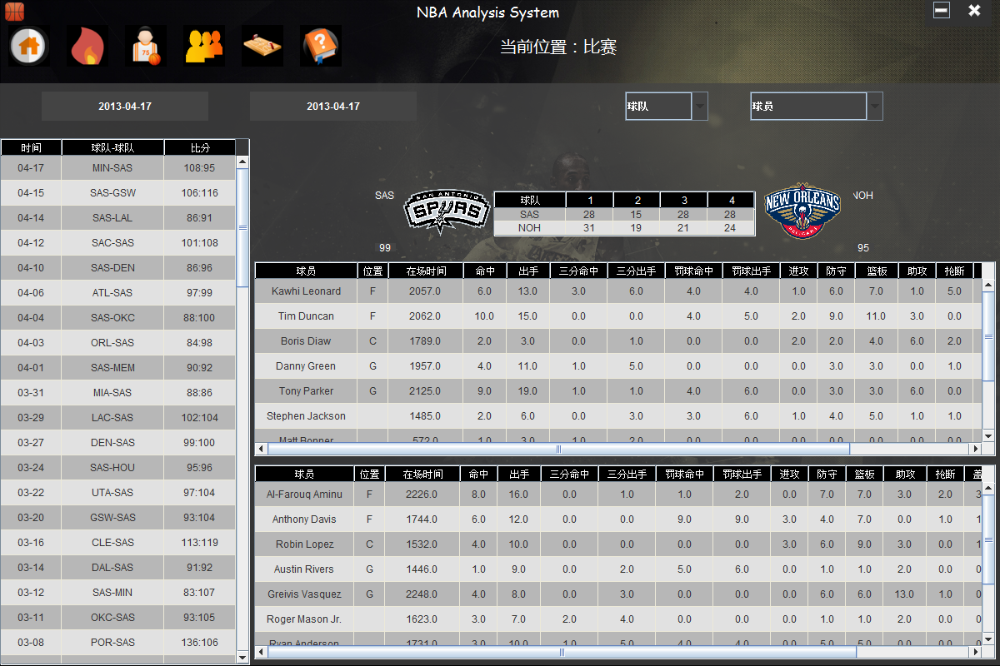 NBA Analysis System
当前位置：比赛
75
?
2013-04-17 2013-04-17 球队 球员
时间 球队-球队 比分
04-17 MIN-SAS 108:95
04-15 SAS-GSW 106:116
04-14 SAS-LAL 86:91
04-12 SAC-SAS 101:108
04-10 SAS-DEN 86:96
04-06 ATL-SAS 97:99
04-04 SAS-OKC 88:100
04-03 ORL-SAS 84:98
04-01 SAS-MEM 90:92
03-31 MIA-SAS 88:86
03-29 LAC-SAS 102:104
03-27 DEN-SAS 99:100
03-24 SAS-HOU 95:96
03-22 UTA-SAS 97:104
03-20 GSW-SAS 93:104
03-16 CLE-SAS 113:119
03-14 DAL-SAS 91:92
03-12 SAS-MIN 83:107
03-11 OKC-SAS 93:105
03-08 POR-SAS 136:106
SAS
SAN ANTONIO
SPURS
99
球队 1 2 3 4
SAS 28 15 28 28
NOH 31 19 21 24
NEW ORLEANS
PELICANS
NOH
95
球员 位置 在场时间 命中 出手 三分命中 三分出手 罚球命中 罚球出手 进攻 防守 篮板 助攻 抢断
Kawhi Leonard F 2057.0 6.0 13.0 3.0 6.0 4.0 4.0 1.0 6.0 7.0 1.0 5.0
Tim Duncan F 2062.0 10.0 15.0 0.0 0.0 4.0 5.0 2.0 9.0 11.0 3.0 0.0
Boris Diaw C 1789.0 2.0 3.0 0.0 1.0 0.0 0.0 2.0 2.0 4.0 6.0 2.0
Danny Green G 1957.0 4.0 11.0 1.0 5.0 0.0 0.0 0.0 3.0 3.0 0.0 1.0
Tony Parker G 2125.0 9.0 19.0 1.0 1.0 4.0 6.0 0.0 3.0 3.0 6.0 0.0
Stephen Jackson 1485.0 2.0 6.0 0.0 3.0 3.0 6.0 1.0 4.0 5.0 1.0 1.0
Matt Bonner 572.0 1.0 3.0 1.0 2.0 0.0 0.0 0.0 0.0 0.0 0.0 0.0
球员 位置 在场时间 命中 出手 三分命中 三分出手 罚球命中 罚球出手 进攻 防守 篮板 助攻 抢断 盖
Al-Farouq Aminu F 2226.0 8.0 16.0 0.0 1.0 1.0 2.0 0.0 7.0 7.0 3.0 2.0 3
Anthony Davis F 1744.0 6.0 12.0 0.0 0.0 9.0 9.0 3.0 4.0 7.0 0.0 1.0 1
Robin Lopez C 1532.0 4.0 10.0 0.0 0.0 0.0 0.0 3.0 6.0 9.0 3.0 0.0 1
Austin Rivers G 1446.0 1.0 9.0 0.0 2.0 5.0 6.0 0.0 1.0 1.0 2.0 0.0 0
Greivis Vasquez G 2248.0 4.0 8.0 0.0 3.0 0.0 0.0 0.0 6.0 6.0 13.0 1.0 0
Roger Mason Jr. 1623.0 3.0 7.0 2.0 4.0 0.0 0.0 0.0 1.0 1.0 2.0 0.0 0
Ryan Anderson 1731.0 3.0 10.0 1.0 5.0 4.0 4.0 0.0 5.0 5.0 0.0 0.0 0